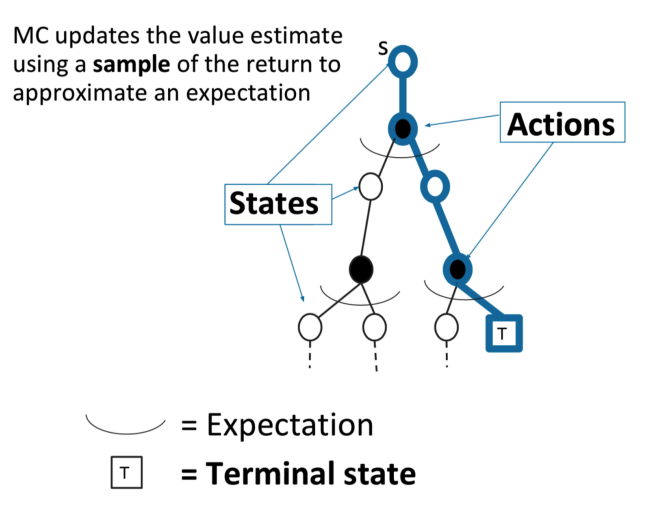 MC updates the value estimate
using a sample of the return to
approximate an expectation
s
Actions
States
T
= Expectation
T
= Terminal state